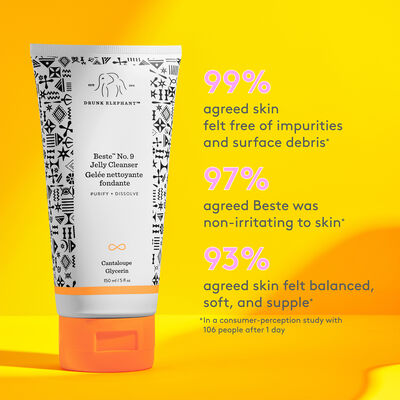 DRUNK ELEPHANT™
Beste™ No. 9
Jelly Cleanser
Gelée nettoyante
fondante
PURIFY • DISSOLVE
Cantaloupe
Glycerin
150 ml / 5 fl oz
99%
agreed skin
felt free of impurities
and surface debris*
97%
agreed Beste was
non-irritating to skin*
93%
agreed skin felt balanced,
soft, and supple*
*In a consumer-perception study with
106 people after 1 day